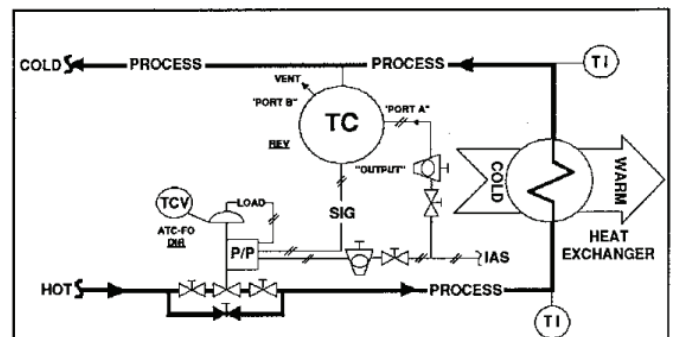 COLD
PROCESS
PROCESS
TI
VENT
"PORT B"
"PORT A"
TC
REV
"OUTPUT"
COLD
WARM
TCV
LOAD
SIG
ATC-FO
DIR
P/P
IAS
HEAT
EXCHANGER
HOT
PROCESS
TI